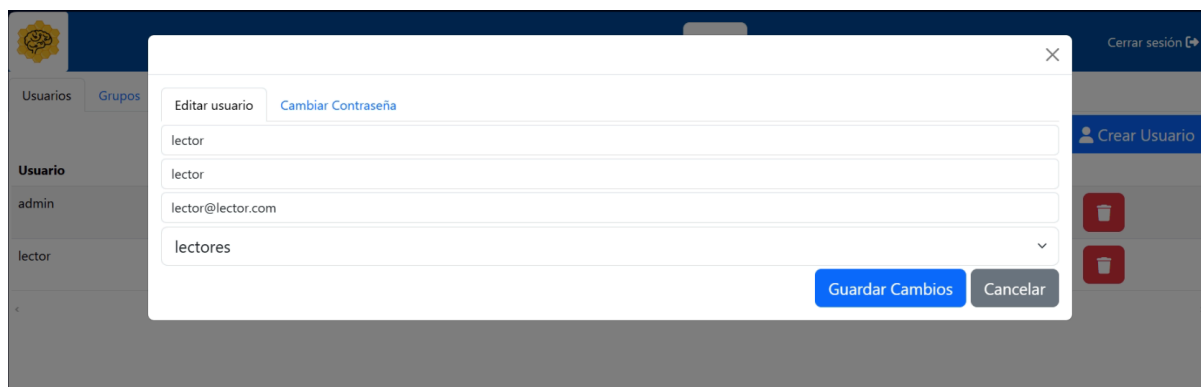 Cerrar sesión
Usuarios Grupos
Editar usuario Cambiar Contraseña
lector
Crear Usuario
lector
Usuario
lector@lector.com
admin
lectores
lector
Guardar Cambios Cancelar